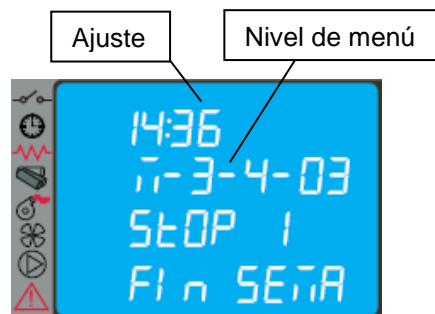 Ajuste
Nivel de menú
14:36
M-3-4-03
StOP 1
FIn SEMA